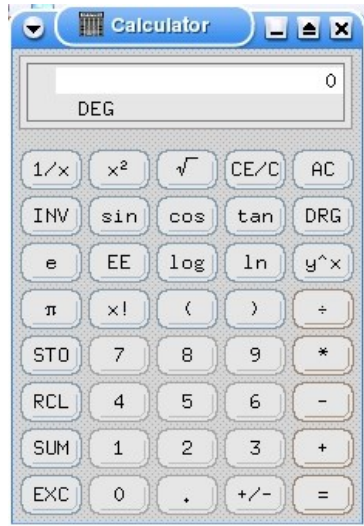 Calculator
0
DEG
1/x x² √ CE/C AC
INV sin cos tan DRG
e EE log ln y^x
π x! ( ) ÷
STO 7 8 9 *
RCL 4 5 6 -
SUM 1 2 3 +
EXC 0 . +/- =